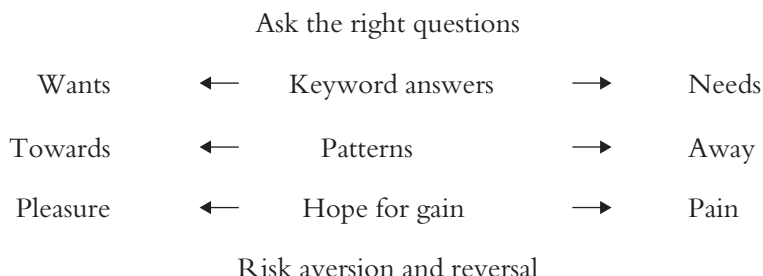 Ask the right questions
Wants ← Keyword answers → Needs
Towards ← Patterns → Away
Pleasure ← Hope for gain → Pain
Risk aversion and reversal